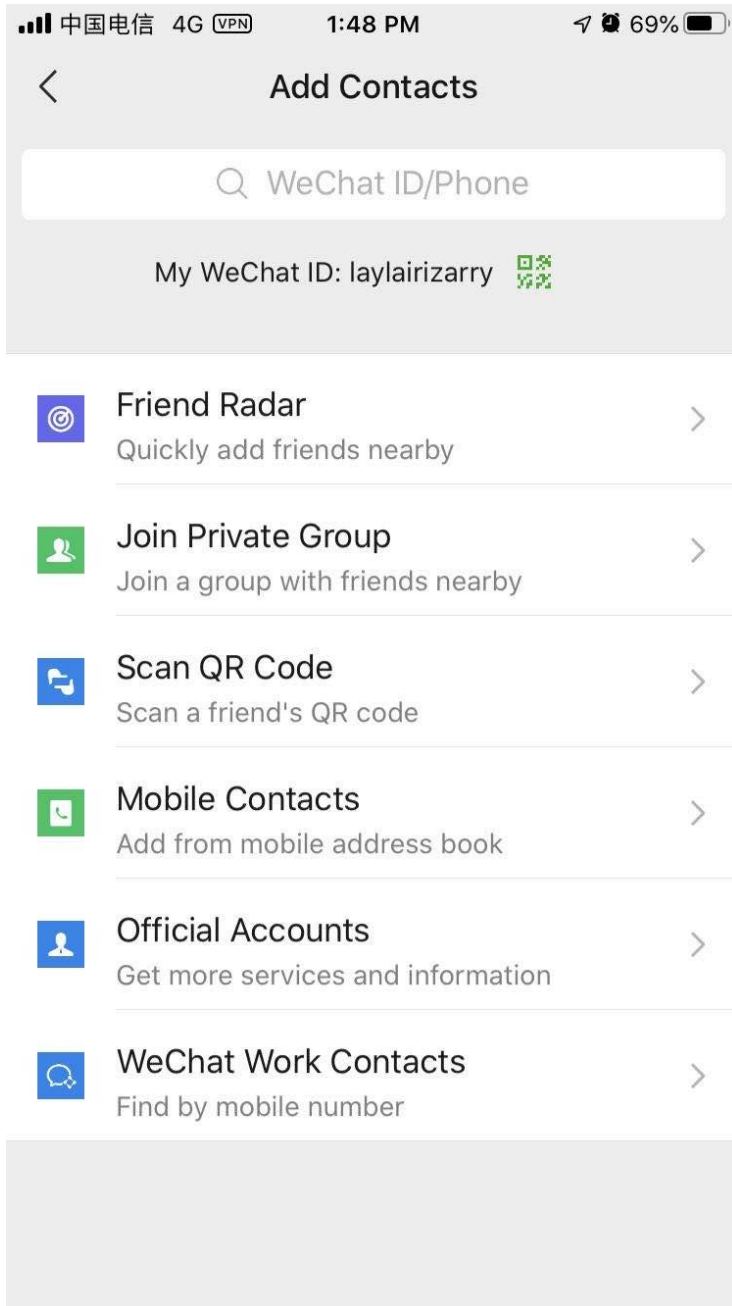 中国电信 4G VPN 1:48 PM 69%
Add Contacts
WeChat ID/Phone
My WeChat ID: laylairizarry
Friend Radar
Quickly add friends nearby
Join Private Group
Join a group with friends nearby
Scan QR Code
Scan a friend's QR code
Mobile Contacts
Add from mobile address book
Official Accounts
Get more services and information
WeChat Work Contacts
Find by mobile number